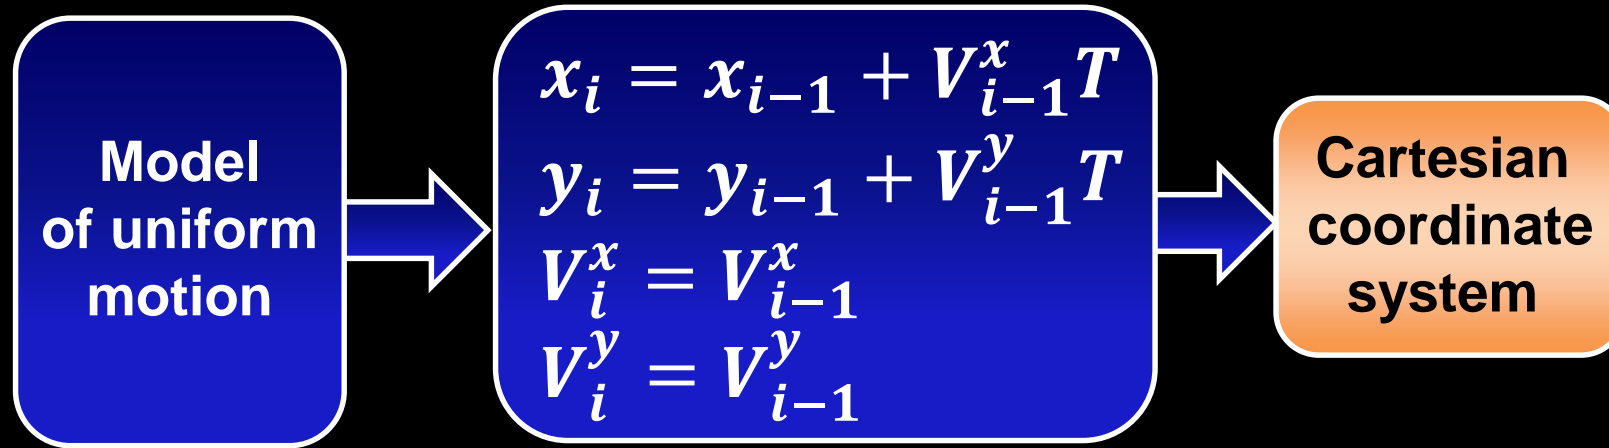 Model
of uniform
motion
x_i = x_{i-1} + V^x_{i-1}T
y_i = y_{i-1} + V^y_{i-1}T
V^x_i = V^x_{i-1}
V^y_i = V^y_{i-1}
Cartesian
coordinate
system